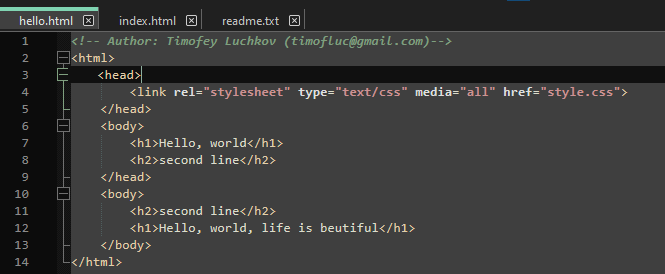 hello.html index.html readme.txt
1 <!-- Author: Timofey Luchkov (timofluc@gmail.com)-->
2 <html>
3 <head>
4 <link rel="stylesheet" type="text/css" media="all" href="style.css">
5 </head>
6 <body>
7 <h1>Hello, world</h1>
8 <h2>second line</h2>
9 </head>
10 <body>
11 <h2>second line</h2>
12 <h1>Hello, world, life is beutiful</h1>
13 </body>
14 </html>